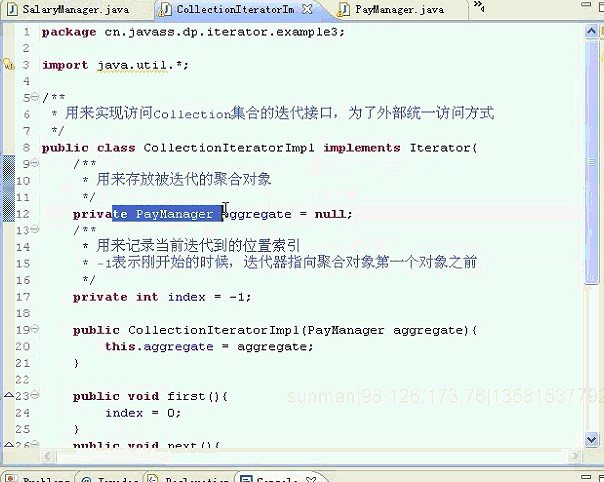 SalaryManager.java CollectionIteratorIm PayManager.java
1 package cn.javass.dp.iterator.example3;
2
3 import java.util.*;
4
5 /**
6 * 用来实现访问Collection集合的迭代接口，为了外部统一访问方式
7 */
8 public class CollectionIteratorImpl implements Iterator{
9 /**
10 * 用来存放被迭代的聚合对象
11 */
12 private PayManager aggregate = null;
13 /**
14 * 用来记录当前迭代到的位置索引
15 * -1表示刚开始的时候，迭代器指向聚合对象第一个对象之前
16 */
17 private int index = -1;
18
19 public CollectionIteratorImpl(PayManager aggregate){
20 this.aggregate = aggregate;
21 }
22
23 public void first(){
24 index = 0;
25 }
26 public void next(){
sunman|98.126.173.76|13581537792